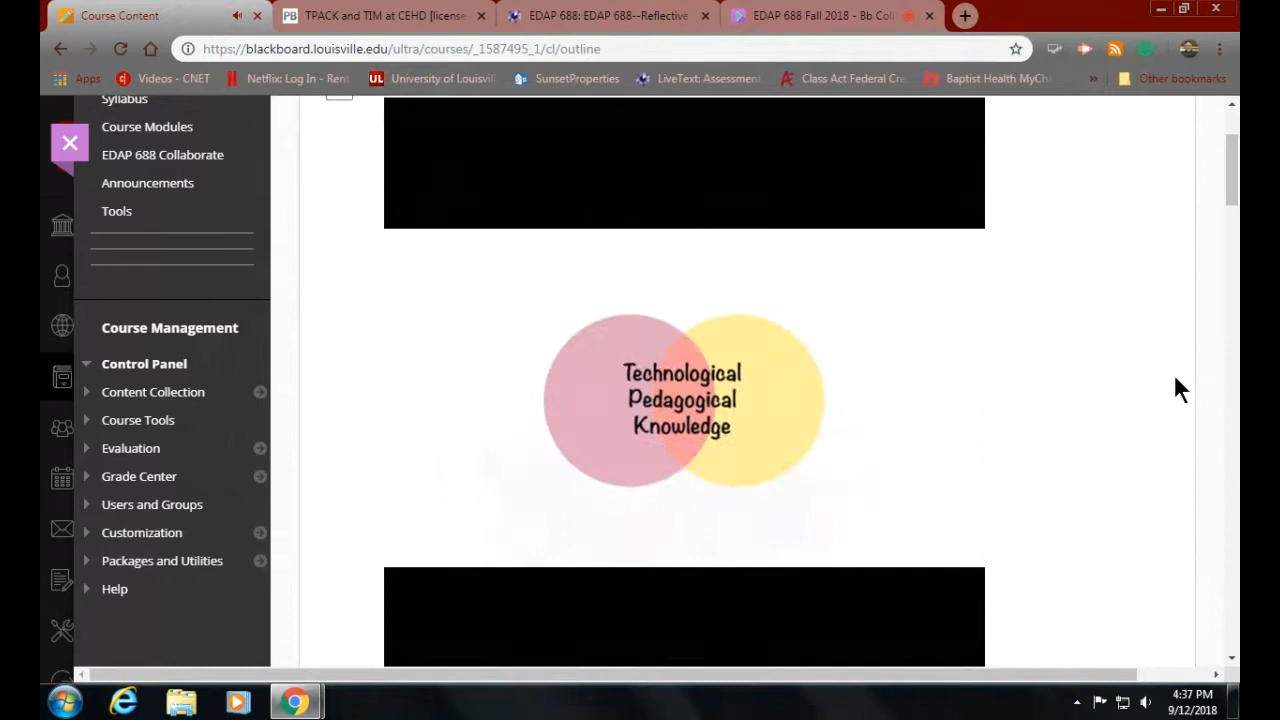 Course Content
TPACK and TIM at CEHD [license
EDAP 688: EDAP 688--Reflective
EDAP 688 Fall 2018 - Bb Coll
https://blackboard.louisville.edu/ultra/courses/_1587495_1/cl/outline
Apps
Videos - CNET
Netflix: Log In - Rent
University of Louisvil
SunsetProperties
LiveText: Assessment
Class Act Federal Cre
Baptist Health MyCha
»
Other bookmarks
Syllabus
Course Modules
EDAP 688 Collaborate
Announcements
Tools
Course Management
Control Panel
Content Collection
Course Tools
Evaluation
Grade Center
Users and Groups
Customization
Packages and Utilities
Help
Technological
Pedagogical
Knowledge
4:37 PM
9/12/2018